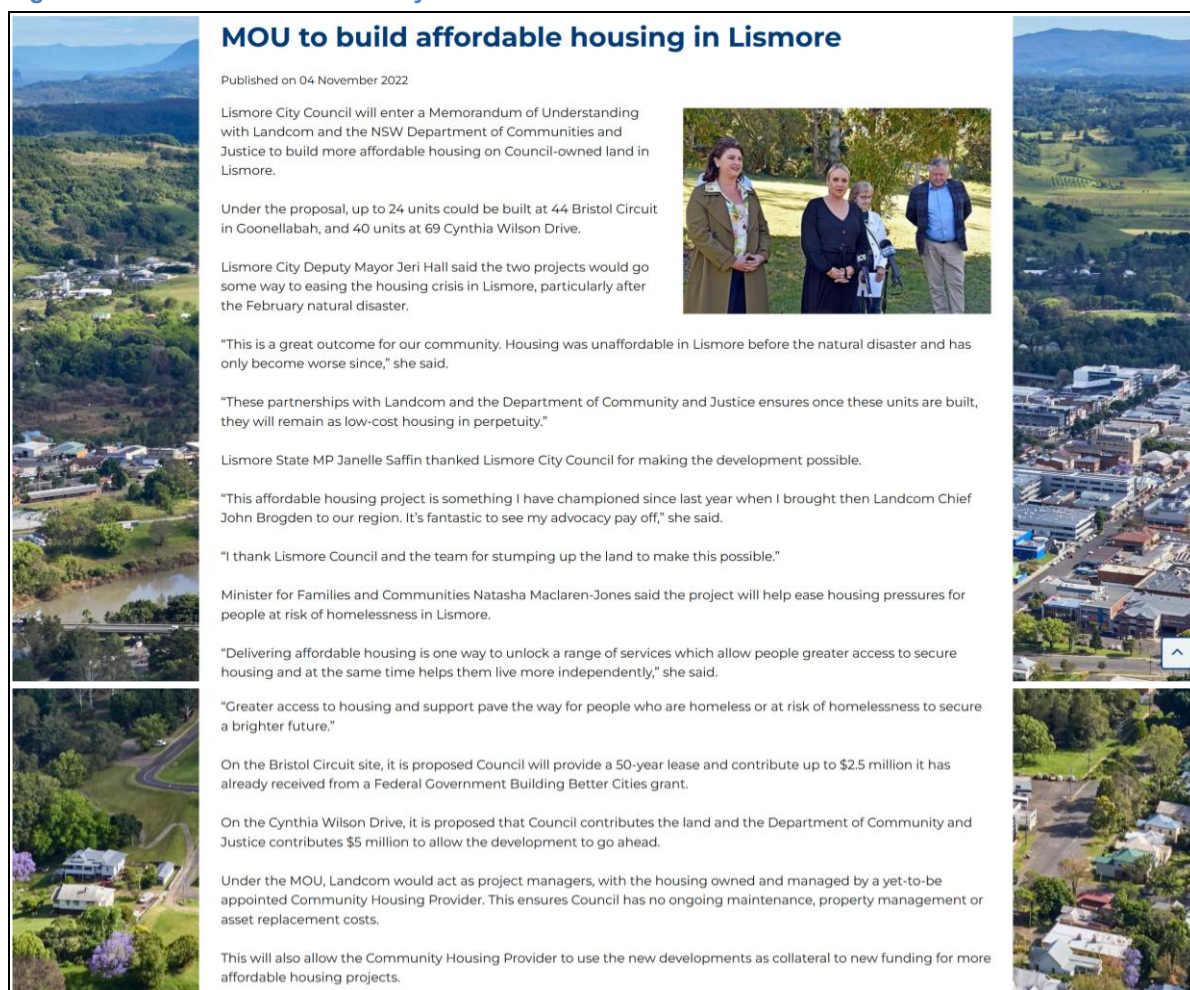 MOU to build affordable housing in Lismore
Published on 04 November 2022
Lismore City Council will enter a Memorandum of Understanding
with Landcom and the NSW Department of Communities and
Justice to build more affordable housing on Council-owned land in
Lismore.
Under the proposal, up to 24 units could be built at 44 Bristol Circuit
in Goonellabah, and 40 units at 69 Cynthia Wilson Drive.
Lismore City Deputy Mayor Jeri Hall said the two projects would go
some way to easing the housing crisis in Lismore, particularly after
the February natural disaster.
“This is a great outcome for our community. Housing was unaffordable in Lismore before the natural disaster and has
only become worse since,” she said.
“These partnerships with Landcom and the Department of Community and Justice ensures once these units are built,
they will remain as low-cost housing in perpetuity.”
Lismore State MP Janelle Saffin thanked Lismore City Council for making the development possible.
“This affordable housing project is something I have championed since last year when I brought then Landcom Chief
John Brogden to our region. It’s fantastic to see my advocacy pay off,” she said.
“I thank Lismore Council and the team for stumping up the land to make this possible.”
Minister for Families and Communities Natasha Maclaren-Jones said the project will help ease housing pressures for
people at risk of homelessness in Lismore.
“Delivering affordable housing is one way to unlock a range of services which allow people greater access to secure
housing and at the same time helps them live more independently,” she said.
“Greater access to housing and support pave the way for people who are homeless or at risk of homelessness to secure
a brighter future.”
On the Bristol Circuit site, it is proposed Council will provide a 50-year lease and contribute up to $2.5 million it has
already received from a Federal Government Building Better Cities grant.
On the Cynthia Wilson Drive, it is proposed that Council contributes the land and the Department of Community and
Justice contributes $5 million to allow the development to go ahead.
Under the MOU, Landcom would act as project managers, with the housing owned and managed by a yet-to-be
appointed Community Housing Provider. This ensures Council has no ongoing maintenance, property management or
asset replacement costs.
This will also allow the Community Housing Provider to use the new developments as collateral to new funding for more
affordable housing projects.